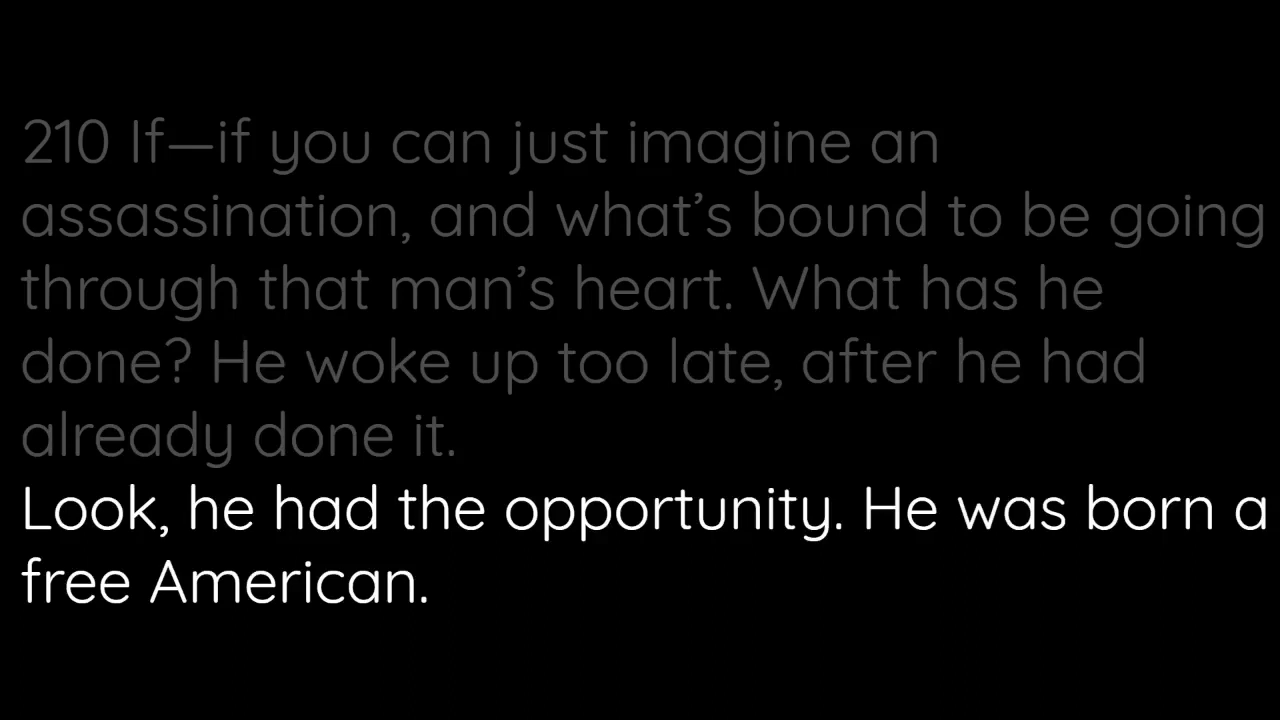 210 If—if you can just imagine an
assassination, and what’s bound to be going
through that man’s heart. What has he
done? He woke up too late, after he had
already done it.
Look, he had the opportunity. He was born a
free American.